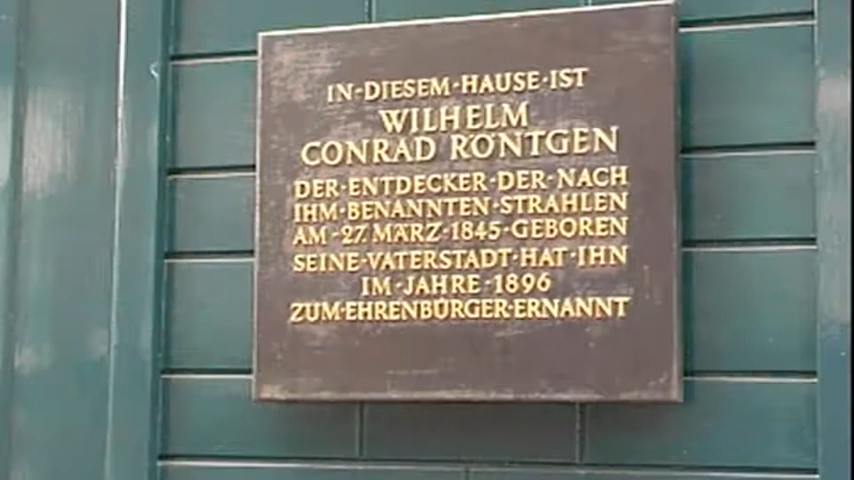 IN·DIESEM·HAUSE·IST
WILHELM
CONRAD RÖNTGEN
DER·ENTDECKER·DER·NACH
IHM·BENANNTEN·STRAHLEN
AM·27. MÄRZ·1845·GEBOREN
SEINE·VATERSTADT·HAT·IHN
IM·JAHRE·1896
ZUM·EHRENBÜRGER·ERNANNT